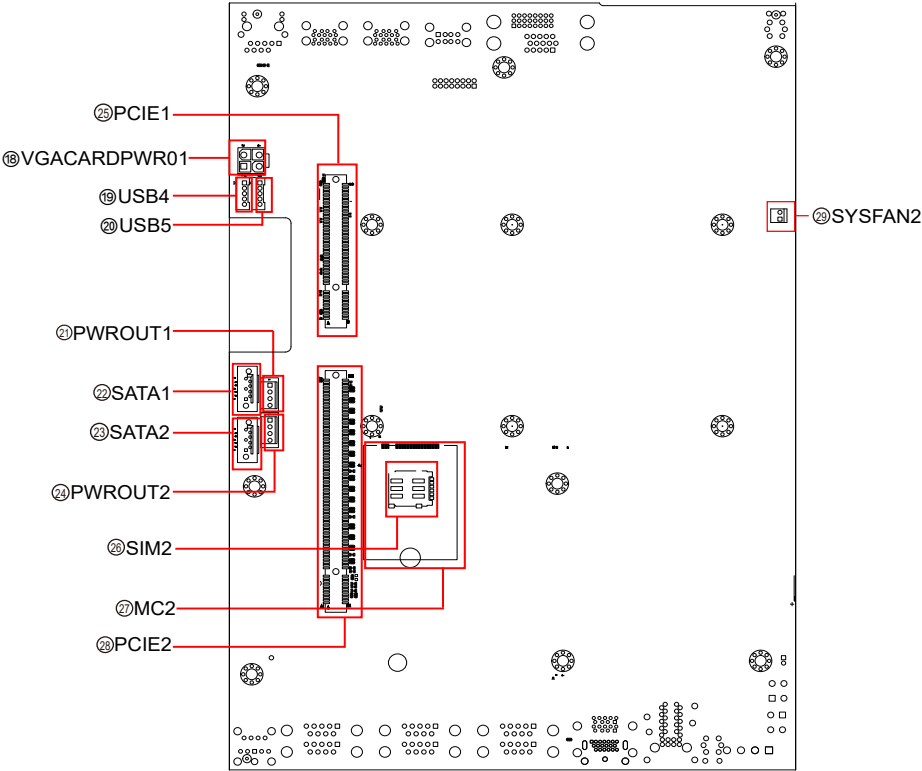 ㉕PCIE1
⑱VGACARDPWR01
⑲USB4
⑳USB5
㉙SYSFAN2
㉑PWROUT1
㉒SATA1
㉓SATA2
㉔PWROUT2
㉖SIM2
㉗MC2
㉘PCIE2